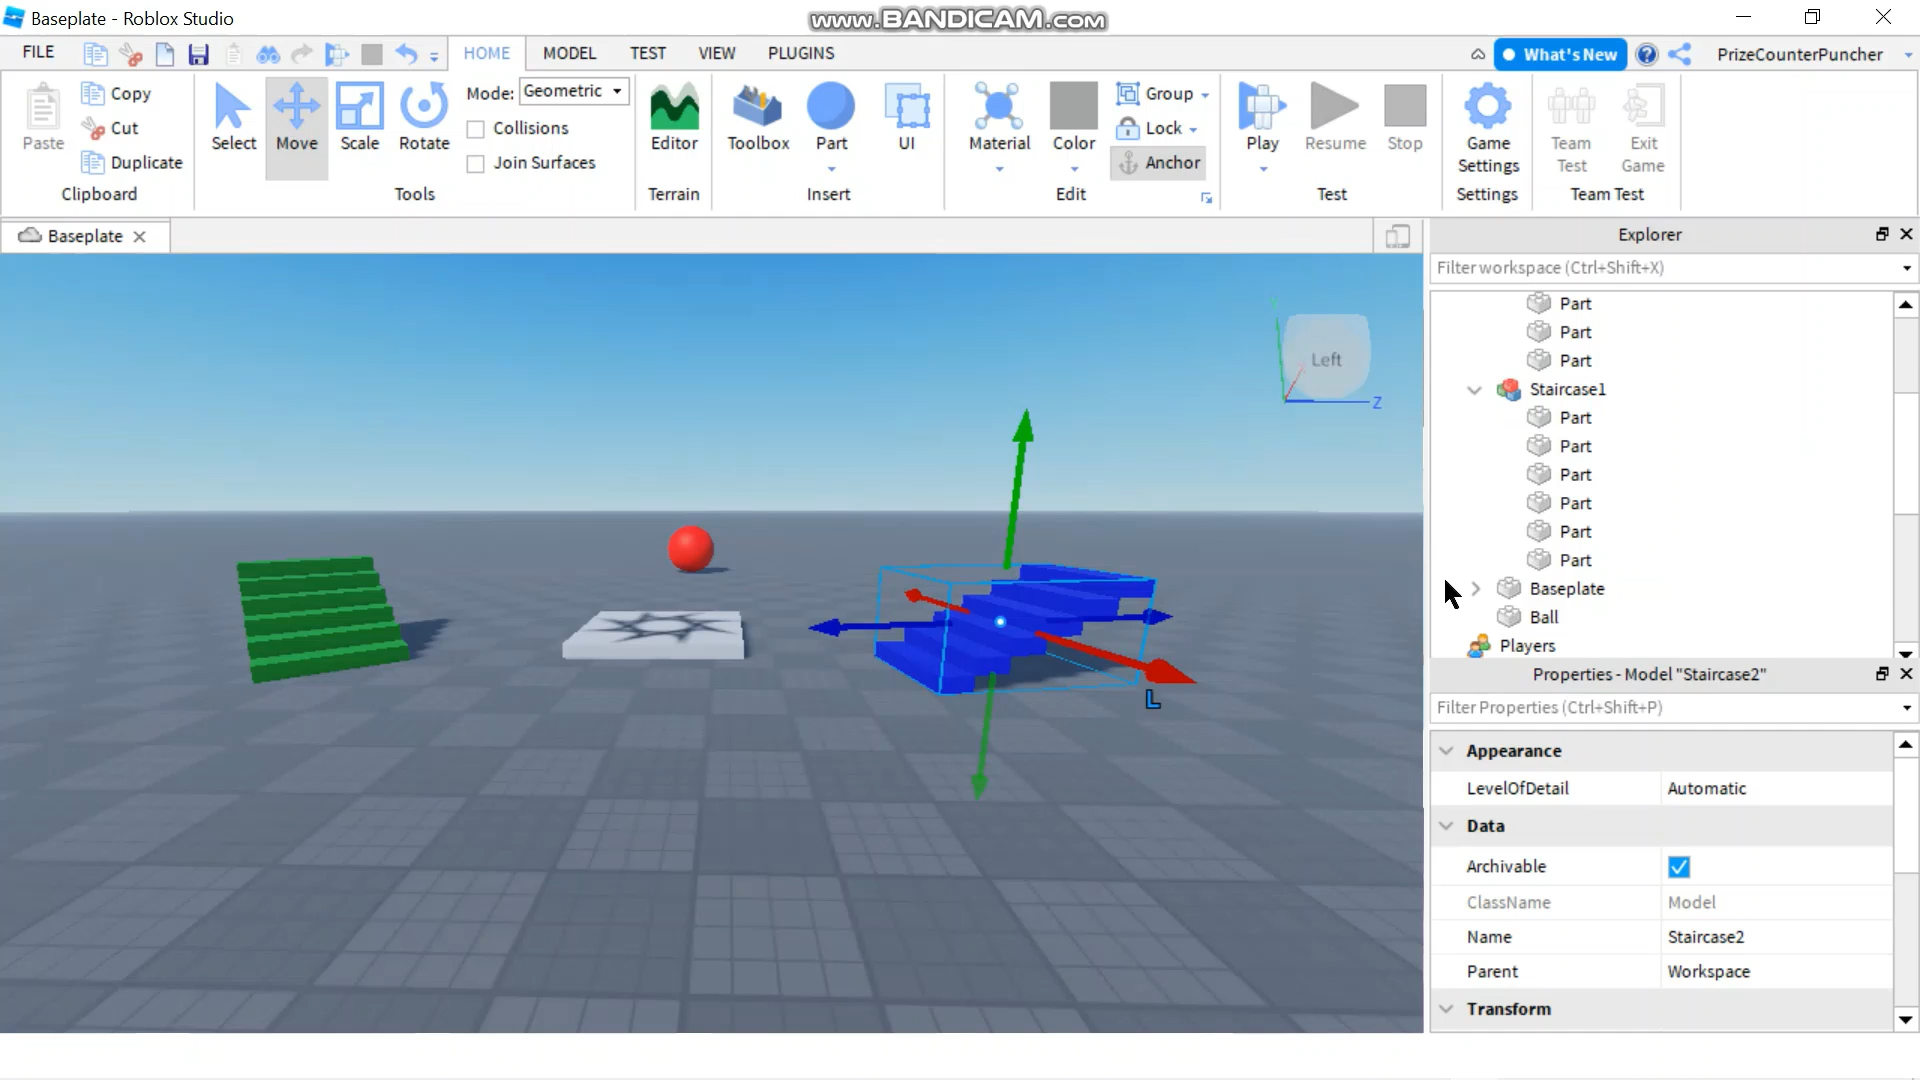 Baseplate - Roblox Studio
www.BANDICAM.com
FILE
HOME
MODEL
TEST
VIEW
PLUGINS
What's New
PrizeCounterPuncher
Paste
Copy
Cut
Duplicate
Clipboard
Select
Move
Scale
Rotate
Mode: Geometric
Collisions
Join Surfaces
Tools
Editor
Terrain
Toolbox
Part
UI
Insert
Material
Color
Group
Lock
Anchor
Edit
Play
Resume
Stop
Test
Game
Settings
Settings
Team
Test
Exit
Game
Team Test
Baseplate
Left
Z
L
Explorer
Filter workspace (Ctrl+Shift+X)
Part
Part
Part
Staircase1
Part
Part
Part
Part
Part
Part
Baseplate
Ball
Players
Properties - Model "Staircase2"
Filter Properties (Ctrl+Shift+P)
Appearance
LevelOfDetail Automatic
Data
Archivable
ClassName Model
Name Staircase2
Parent Workspace
Transform